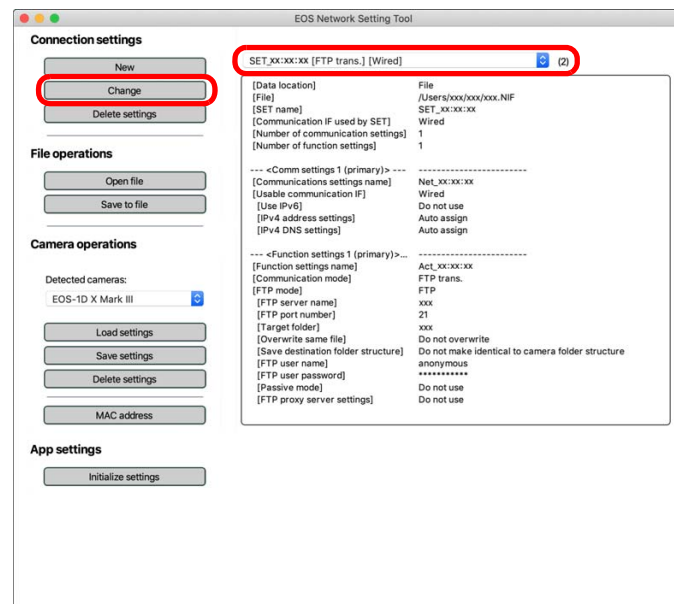 EOS Network Setting Tool
Connection settings
New
Change
Delete settings
File operations
Open file
Save to file
Camera operations
Detected cameras:
EOS-1D X Mark III
Load settings
Save settings
Delete settings
MAC address
App settings
Initialize settings
SET_xx:xx:xx [FTP trans.] [Wired] (2)
[Data location] File
[File] /Users/xxx/xxx/xxx.NIF
[SET name] SET_xx:xx:xx
[Communication IF used by SET] Wired
[Number of communication settings] 1
[Number of function settings] 1
--- <Comm settings 1 (primary)> --- ------------------------
[Communications settings name] Net_xx:xx:xx
[Usable communication IF] Wired
[Use IPv6] Do not use
[IPv4 address settings] Auto assign
[IPv4 DNS settings] Auto assign
--- <Function settings 1 (primary)>... ------------------------
[Function settings name] Act_xx:xx:xx
[Communication mode] FTP trans.
[FTP mode] FTP
[FTP server name] xxx
[FTP port number] 21
[Target folder] xxx
[Overwrite same file] Do not overwrite
[Save destination folder structure] Do not make identical to camera folder structure
[FTP user name] anonymous
[FTP user password] ***********
[Passive mode] Do not use
[FTP proxy server settings] Do not use